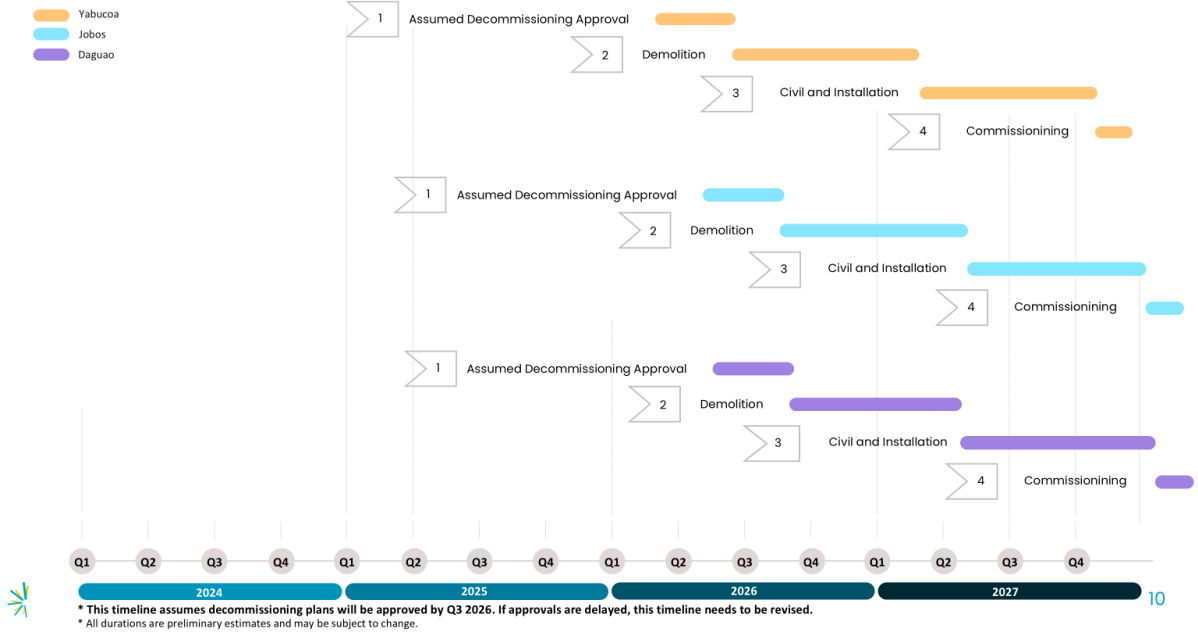 Yabucoa
Jobos
Daguao
1 Assumed Decommissioning Approval
2 Demolition
3 Civil and Installation
4 Commissionining
1 Assumed Decommissioning Approval
2 Demolition
3 Civil and Installation
4 Commissionining
1 Assumed Decommissioning Approval
2 Demolition
3 Civil and Installation
4 Commissionining
Q1 Q2 Q3 Q4 Q1 Q2 Q3 Q4 Q1 Q2 Q3 Q4 Q1 Q2 Q3 Q4
2024 2025 2026 2027
* This timeline assumes decommissioning plans will be approved by Q3 2026. If approvals are delayed, this timeline needs to be revised.
* All durations are preliminary estimates and may be subject to change.
10